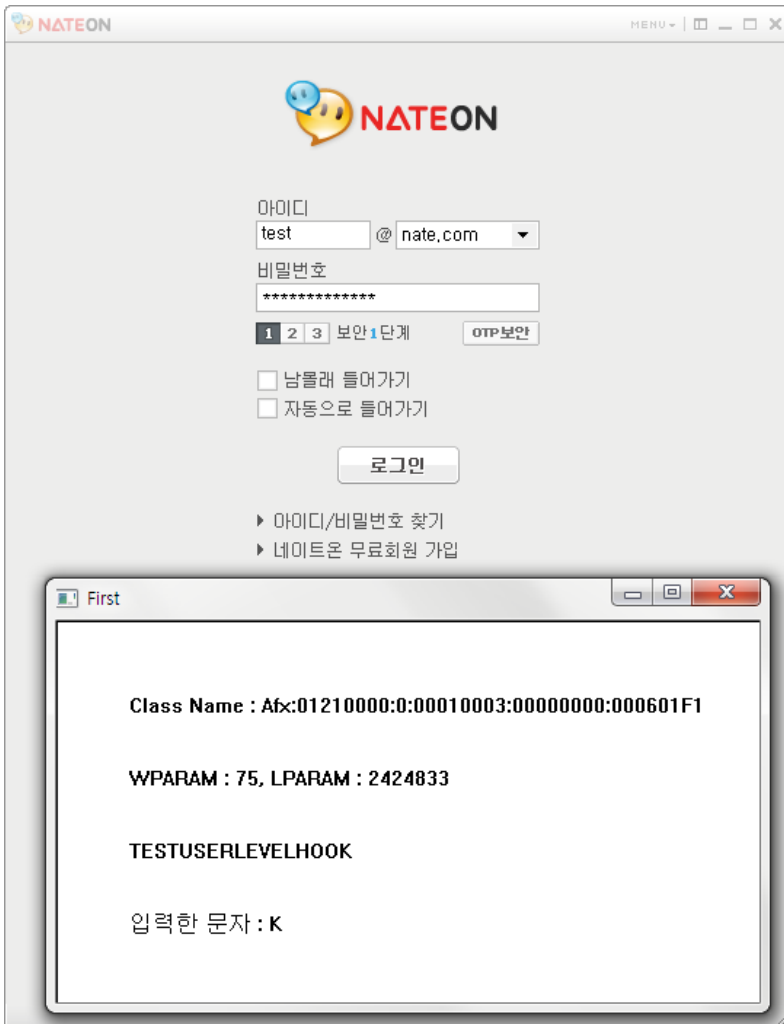 NATEON
MENU
NATEON
아이디
test @ nate.com
비밀번호
*************
1 2 3 보안1단계 OTP보안
남몰래 들어가기
자동으로 들어가기
로그인
아이디/비밀번호 찾기
네이트온 무료회원 가입
First
Class Name : Afx:01210000:0:00010003:00000000:000601F1
WPARAM : 75, LPARAM : 2424833
TESTUSERLEVELHOOK
입력한 문자 : K